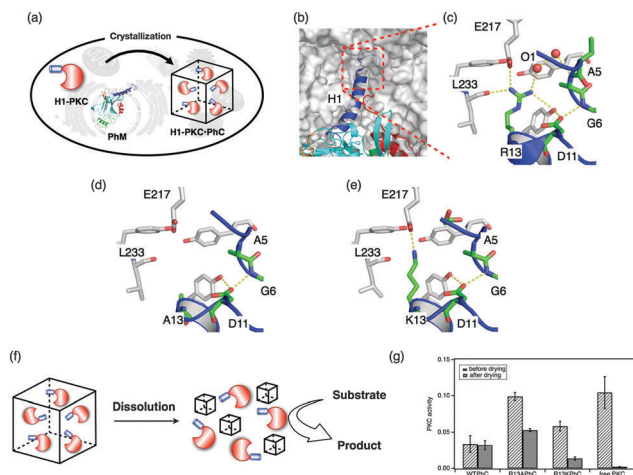 (a)
Crystallization
H1-PKC
PhM
H1-PKC·PhC
(b)
H1
(c)
E217
O1
A5
L233
G6
R13
D11
(d)
E217
L233
A5
G6
A13
D11
(e)
E217
L233
A5
G6
K13
D11
(f)
Dissolution
Substrate
Product
(g)
before drying
after drying
PKC activity
0.15
0.10
0.05
0
WTPhC
R13APhC
R13KPhC
free PKC